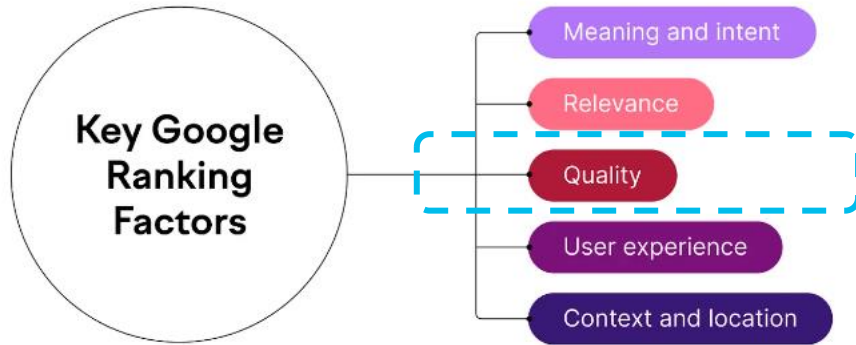 Key Google
Ranking
Factors
Meaning and intent
Relevance
Quality
User experience
Context and location